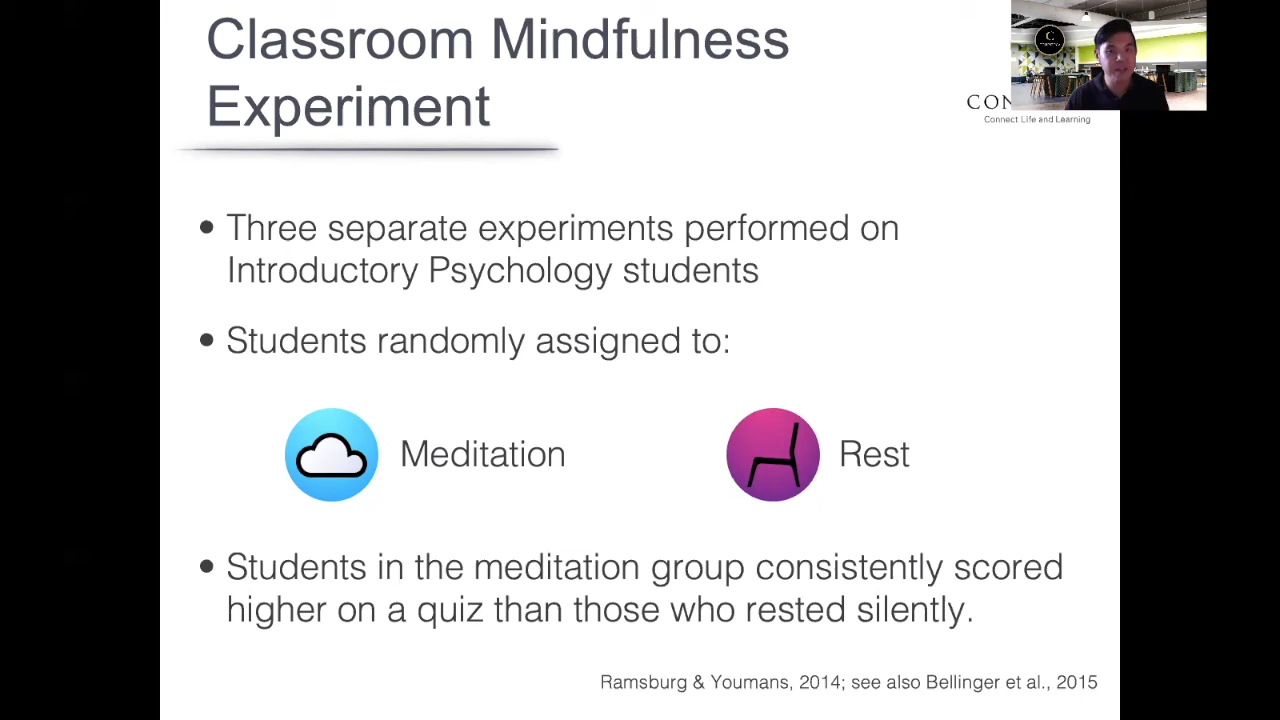 Classroom Mindfulness
Experiment
Connect Life and Learning
• Three separate experiments performed on
Introductory Psychology students
• Students randomly assigned to:
Meditation
Rest
• Students in the meditation group consistently scored
higher on a quiz than those who rested silently.
Ramsburg & Youmans, 2014; see also Bellinger et al., 2015